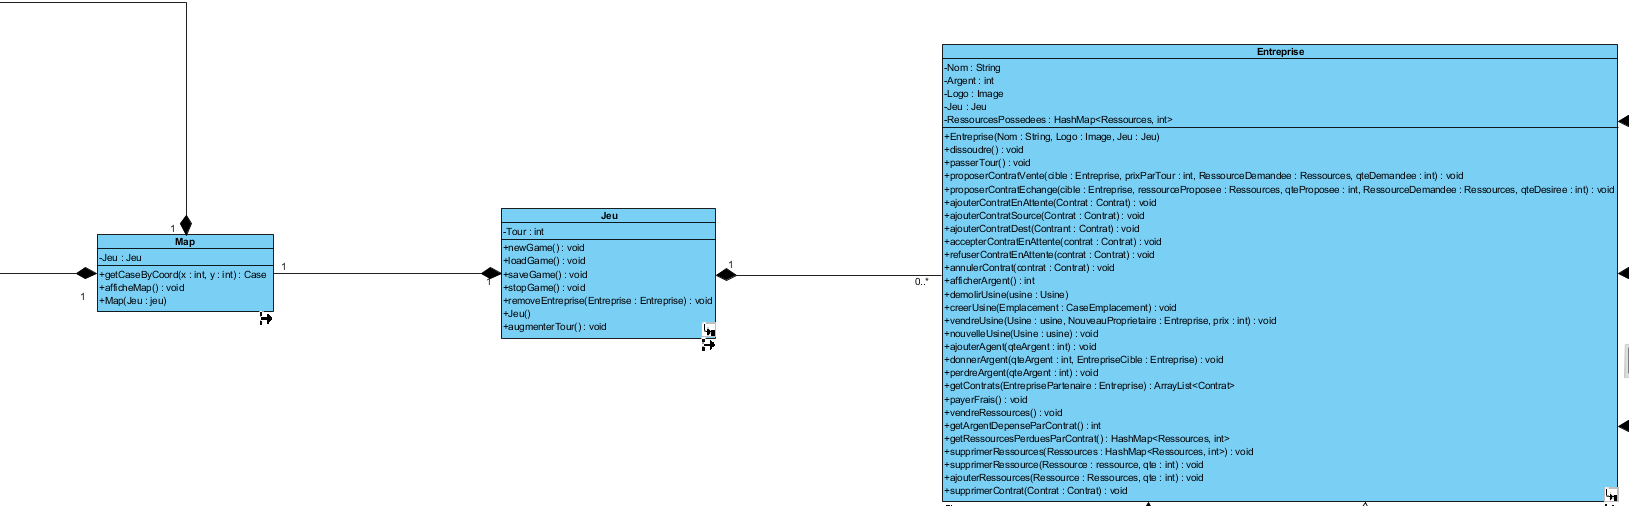 1
Map
-Jeu : Jeu
+getCaseByCoord(x : int, y : int) : Case
+afficheMap() : void
+Map(Jeu : jeu)
1
1
1
Jeu
-Tour : int
+newGame() : void
+loadGame() : void
+saveGame() : void
+stopGame() : void
+removeEntreprise(Entreprise : Entreprise) : void
+Jeu()
+augmenterTour() : void
1
0..*
Entreprise
-Nom : String
-Argent : int
-Logo : Image
-Jeu : Jeu
-RessourcesPossedees : HashMap<Ressources, int>
+Entreprise(Nom : String, Logo : Image, Jeu : Jeu)
+dissoudre() : void
+passerTour() : void
+proposerContratVente(cible : Entreprise, prixParTour : int, RessourceDemandee : Ressources, qteDemandee : int) : void
+proposerContratEchange(cible : Entreprise, ressourceProposee : Ressources, qteProposee : int, RessourceDemandee : Ressources, qteDesiree : int) : void
+ajouterContratEnAttente(Contrat : Contrat) : void
+ajouterContratSource(Contrat : Contrat) : void
+ajouterContratDest(Contrant : Contrat) : void
+accepterContratEnAttente(contrat : Contrat) : void
+refuserContratEnAttente(contrat : Contrat) : void
+annulerContrat(contrat : Contrat) : void
+afficherArgent() : int
+demolirUsine(usine : Usine)
+creerUsine(Emplacement : CaseEmplacement) : void
+vendreUsine(Usine : usine, NouveauProprietaire : Entreprise, prix : int) : void
+nouvelleUsine(Usine : usine) : void
+ajouterAgent(qteArgent : int) : void
+donnerArgent(qteArgent : int, EntrepriseCible : Entreprise) : void
+perdreArgent(qteArgent : int) : void
+getContrats(EntreprisePartenaire : Entreprise) : ArrayList<Contrat>
+payerFrais() : void
+vendreRessources() : void
+getArgentDepenseParContrat() : int
+getRessourcesPerduesParContrat() : HashMap<Ressources, int>
+supprimerRessources(Ressources : HashMap<Ressources, int>) : void
+supprimerRessource(Ressource : ressource, qte : int) : void
+ajouterRessources(Ressource : Ressources, qte : int) : void
+supprimerContrat(Contrat : Contrat) : void